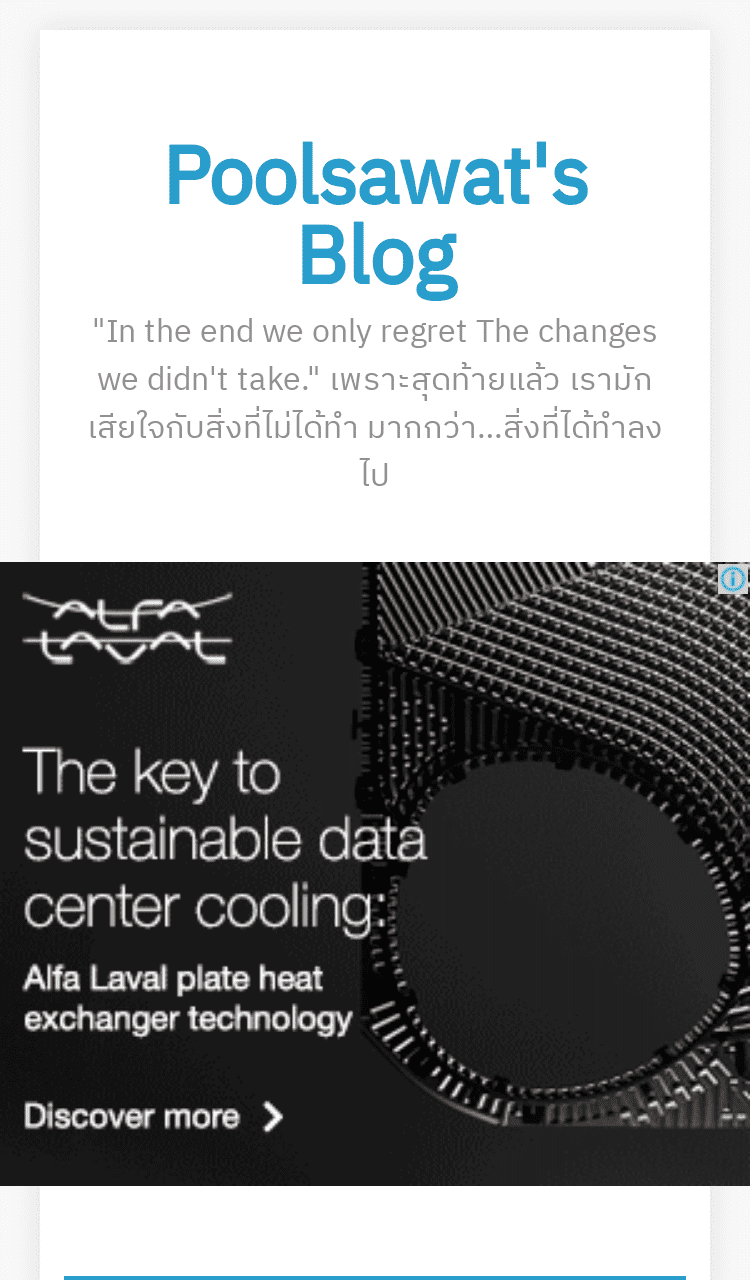 Poolsawat's
Blog
"In the end we only regret The changes
we didn't take." เพราะสุดท้ายแล้ว เรามัก
เสียใจกับสิ่งที่ไม่ได้ทำ มากกว่า...สิ่งที่ได้ทำลง
ไป
ALFA
LAVAL
The key to
sustainable data
center cooling:
Alfa Laval plate heat
exchanger technology
Discover more